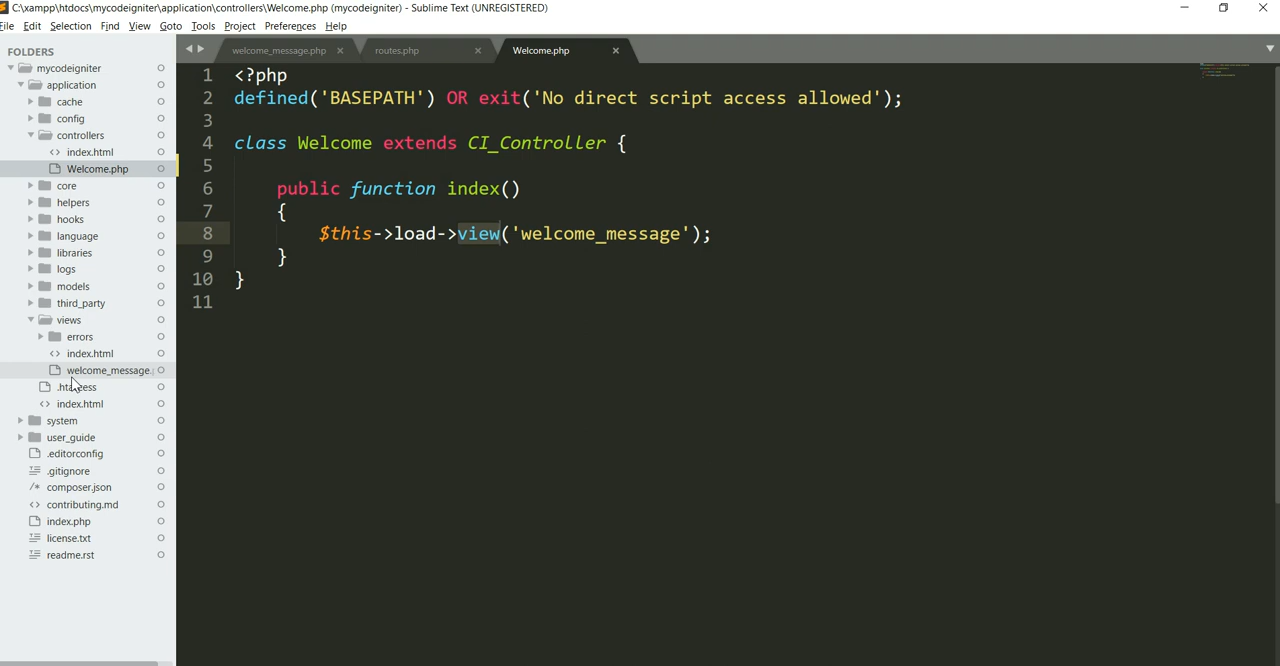 C:\xampp\htdocs\mycodeigniter\application\controllers\Welcome.php (mycodeigniter) - Sublime Text (UNREGISTERED)
File Edit Selection Find View Goto Tools Project Preferences Help
FOLDERS
mycodeigniter
application
cache
config
controllers
index.html
Welcome.php
core
helpers
hooks
language
libraries
logs
models
third_party
views
errors
index.html
welcome_message.
.htaccess
index.html
system
user_guide
.editorconfig
.gitignore
composer.json
contributing.md
index.php
license.txt
readme.rst
welcome_message.php routes.php Welcome.php
1 <?php
2 defined('BASEPATH') OR exit('No direct script access allowed');
3
4 class Welcome extends CI_Controller {
5
6 public function index()
7 {
8 $this->load->view('welcome_message');
9 }
10 }
11